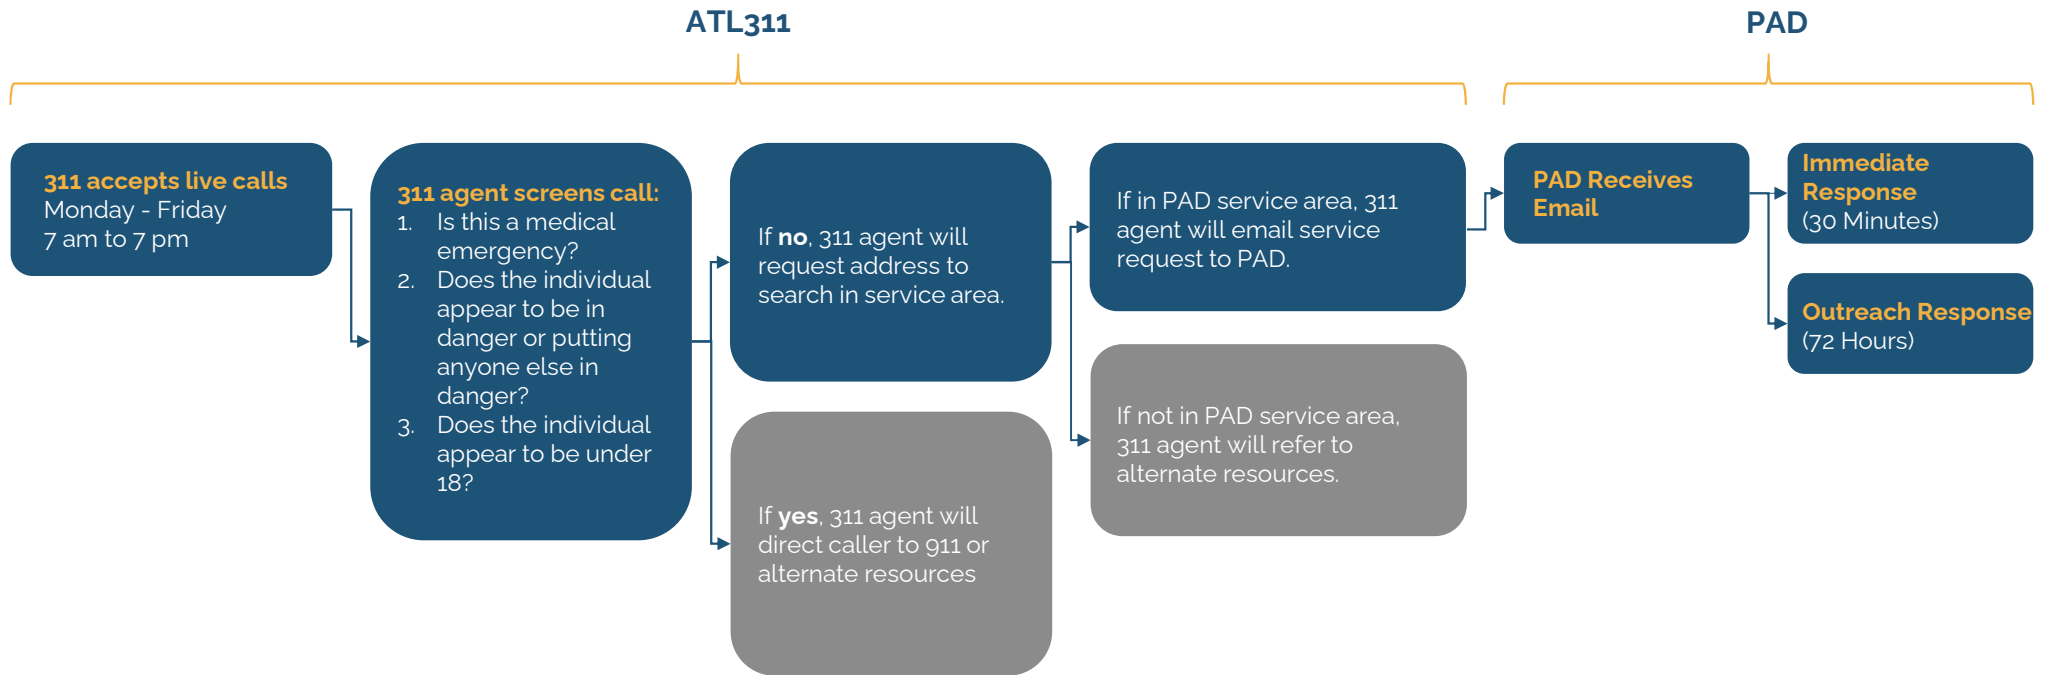 ATL311
PAD
311 accepts live calls
Monday - Friday
7 am to 7 pm
311 agent screens call:
1. Is this a medical
emergency?
2. Does the individual
appear to be in
danger or putting
anyone else in
danger?
3. Does the individual
appear to be under
18?
If no, 311 agent will
request address to
search in service area.
If yes, 311 agent will
direct caller to 911 or
alternate resources
If in PAD service area, 311
agent will email service
request to PAD.
If not in PAD service area,
311 agent will refer to
alternate resources.
PAD Receives
Email
Immediate
Response
(30 Minutes)
Outreach Response
(72 Hours)